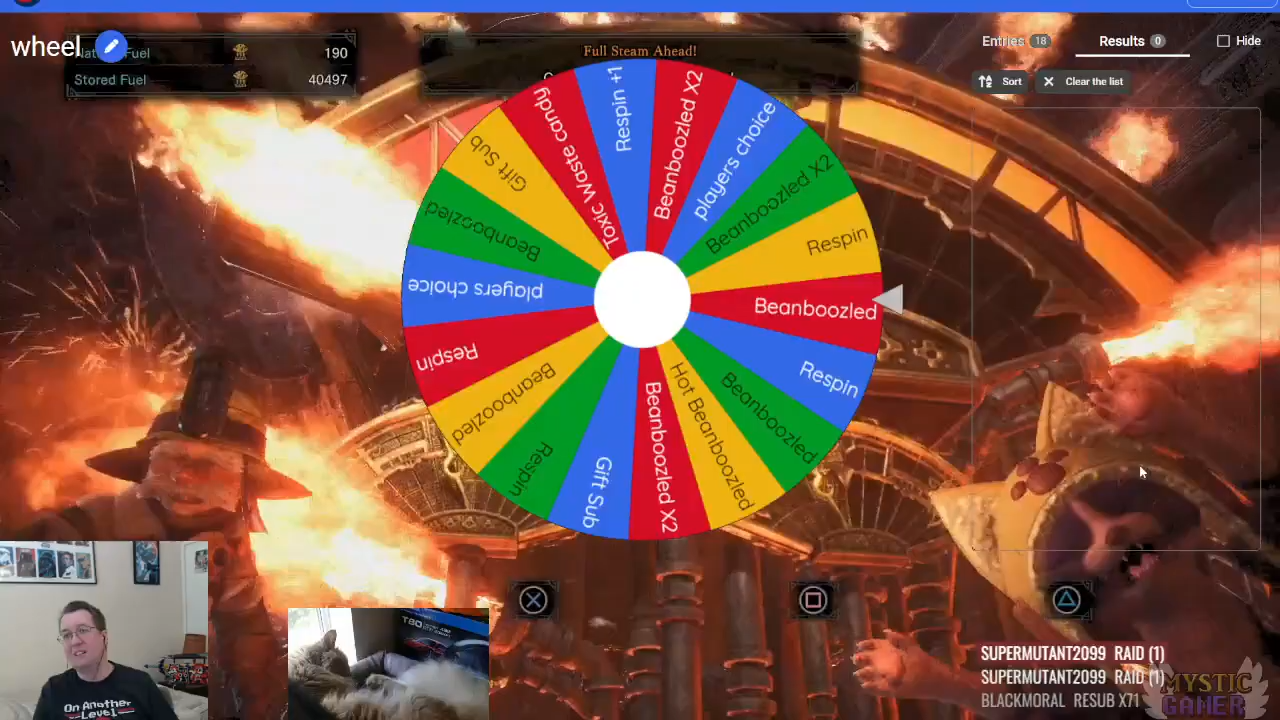 wheel
Fuel 190
Stored Fuel 40497
Full Steam Ahead!
Entries 18 Results 0 Hide
Sort Clear the list
Respin +1
Beanboozled X2
players choice
Beanboozled X2
Respin
Beanboozled
Respin
Beanboozled
Hot Beanboozled
Beanboozled X2
Gift Sub
Respin
Beanboozled
Respin
players choice
Beanboozled
Gift Sub
Toxic Waste candy
T80
On Another
Level
SUPERMUTANT2099 RAID (1)
SUPERMUTANT2099 RAID (1)
BLACKMORAL RESUB X71
MYSTIC
GAMER